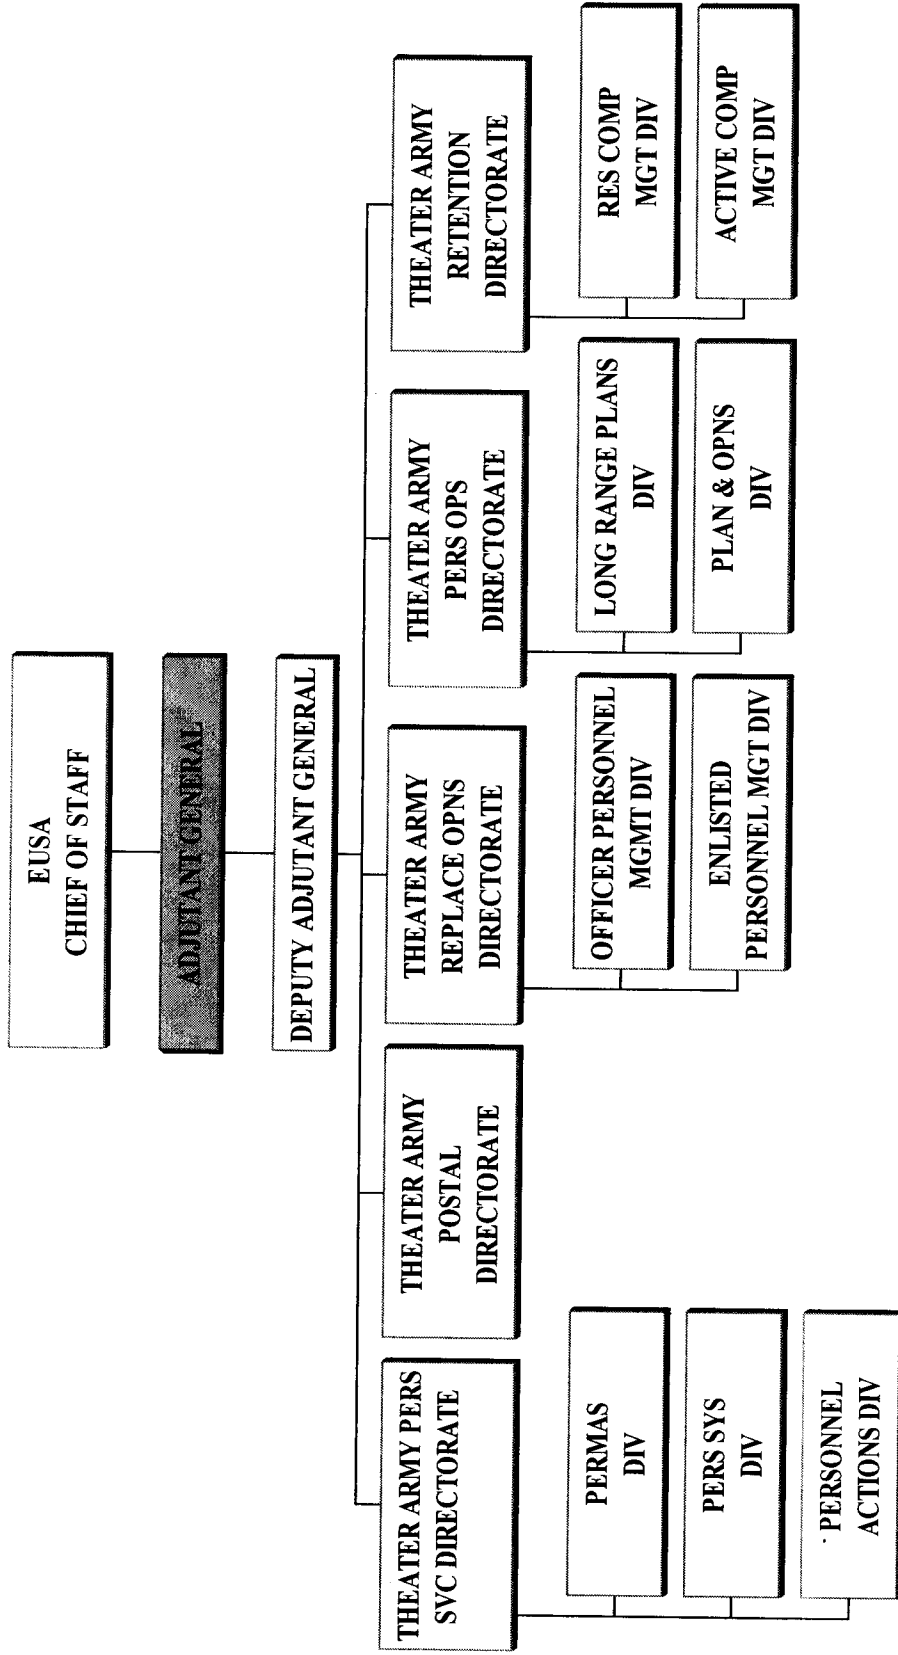 EUSA
CHIEF OF STAFF
ADJUTANT GENERAL
DEPUTY ADJUTANT GENERAL
THEATER ARMY PERS
SVC DIRECTORATE
THEATER ARMY
POSTAL
DIRECTORATE
THEATER ARMY
REPLACE OPNS
DIRECTORATE
THEATER ARMY
PERS OPS
DIRECTORATE
THEATER ARMY
RETENTION
DIRECTORATE
PERMAS
DIV
PERS SYS
DIV
PERSONNEL
ACTIONS DIV
OFFICER PERSONNEL
MGMT DIV
ENLISTED
PERSONNEL MGT DIV
LONG RANGE PLANS
DIV
PLAN & OPNS
DIV
RES COMP
MGT DIV
ACTIVE COMP
MGT DIV